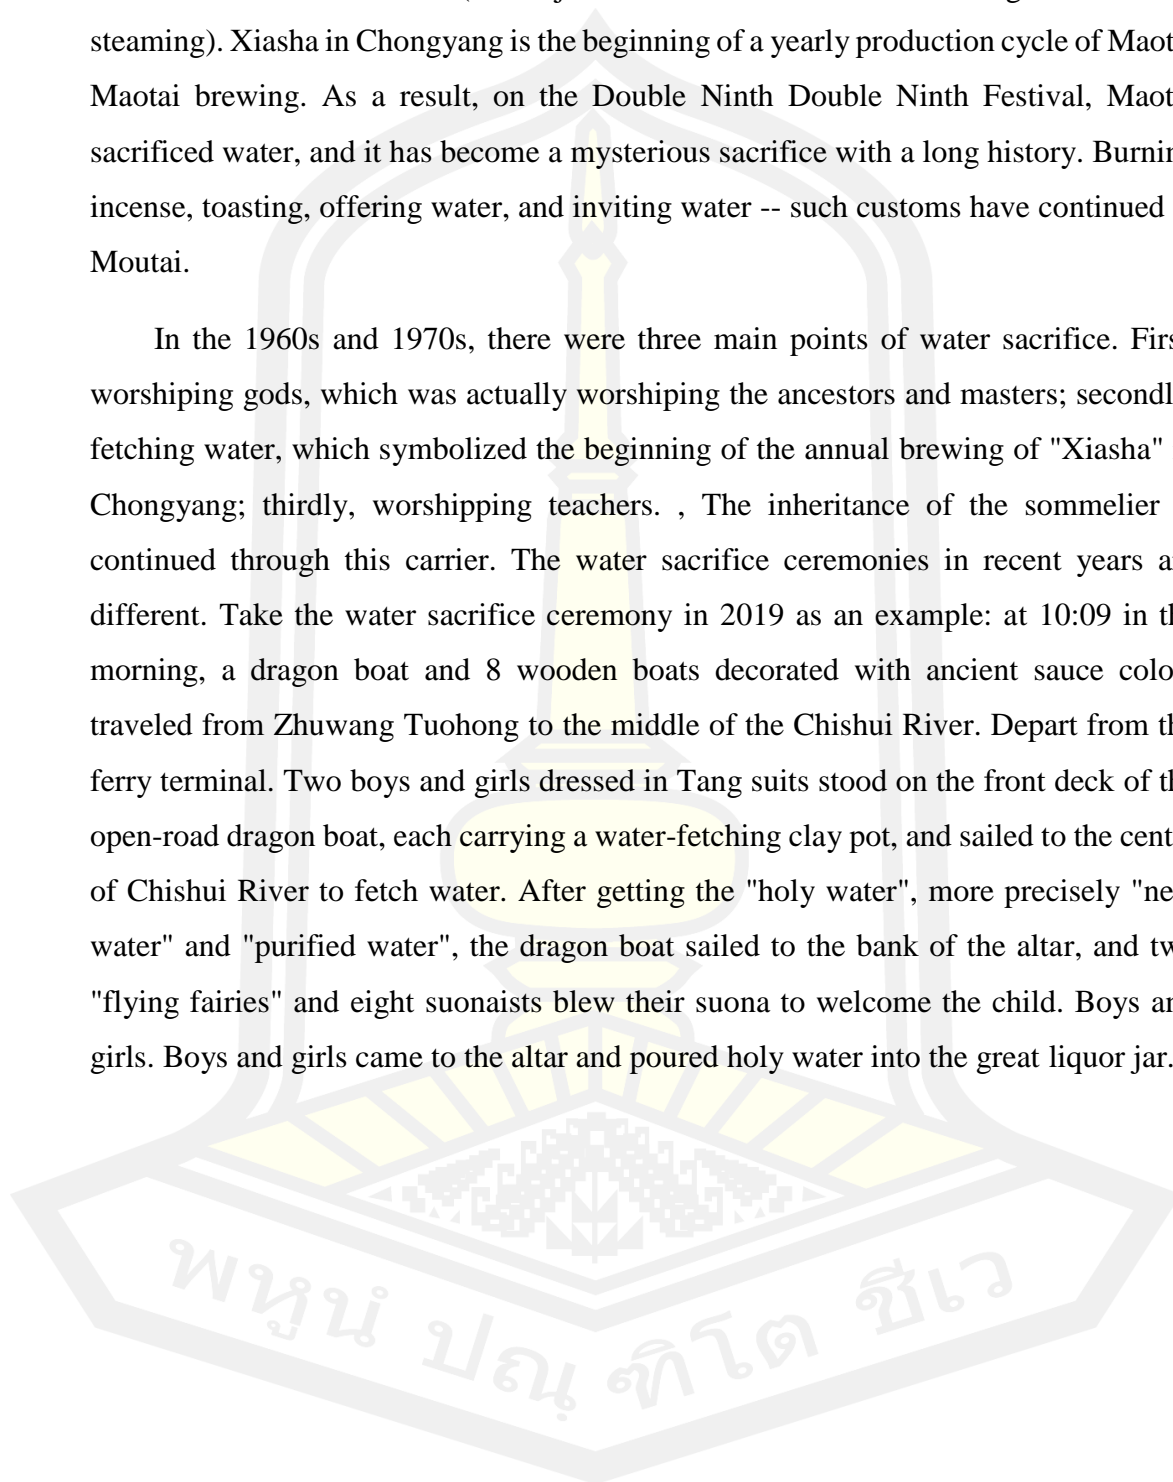 steaming). Xiasha in Chongyang is the beginning of a yearly production cycle of Maot
Maotai brewing. As a result, on the Double Ninth Double Ninth Festival, Maot
sacrificed water, and it has become a mysterious sacrifice with a long history. Burnin
incense, toasting, offering water, and inviting water -- such customs have continued
Moutai.
In the 1960s and 1970s, there were three main points of water sacrifice. Firs
worshiping gods, which was actually worshiping the ancestors and masters; secondl
fetching water, which symbolized the beginning of the annual brewing of "Xiasha"
Chongyang; thirdly, worshipping teachers. , The inheritance of the sommelier
continued through this carrier. The water sacrifice ceremonies in recent years a
different. Take the water sacrifice ceremony in 2019 as an example: at 10:09 in th
morning, a dragon boat and 8 wooden boats decorated with ancient sauce colo
traveled from Zhuwang Tuohong to the middle of the Chishui River. Depart from th
ferry terminal. Two boys and girls dressed in Tang suits stood on the front deck of th
open-road dragon boat, each carrying a water-fetching clay pot, and sailed to the cent
of Chishui River to fetch water. After getting the "holy water", more precisely "ne
water" and "purified water", the dragon boat sailed to the bank of the altar, and tw
"flying fairies" and eight suonaists blew their suona to welcome the child. Boys an
girls. Boys and girls came to the altar and poured holy water into the great liquor jar.
พหูนํ ปณฺฑิโต ชีเว